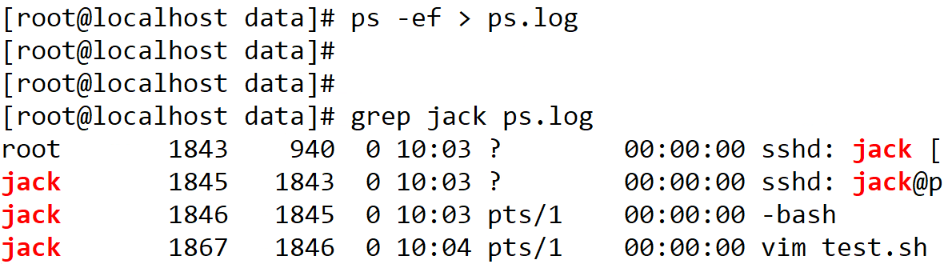 [root@localhost data]# ps -ef > ps.log
[root@localhost data]#
[root@localhost data]#
[root@localhost data]# grep jack ps.log
root       1843    940  0 10:03 ?        00:00:00 sshd: jack [
jack       1845   1843  0 10:03 ?        00:00:00 sshd: jack@p
jack       1846   1845  0 10:03 pts/1    00:00:00 -bash
jack       1867   1846  0 10:04 pts/1    00:00:00 vim test.sh